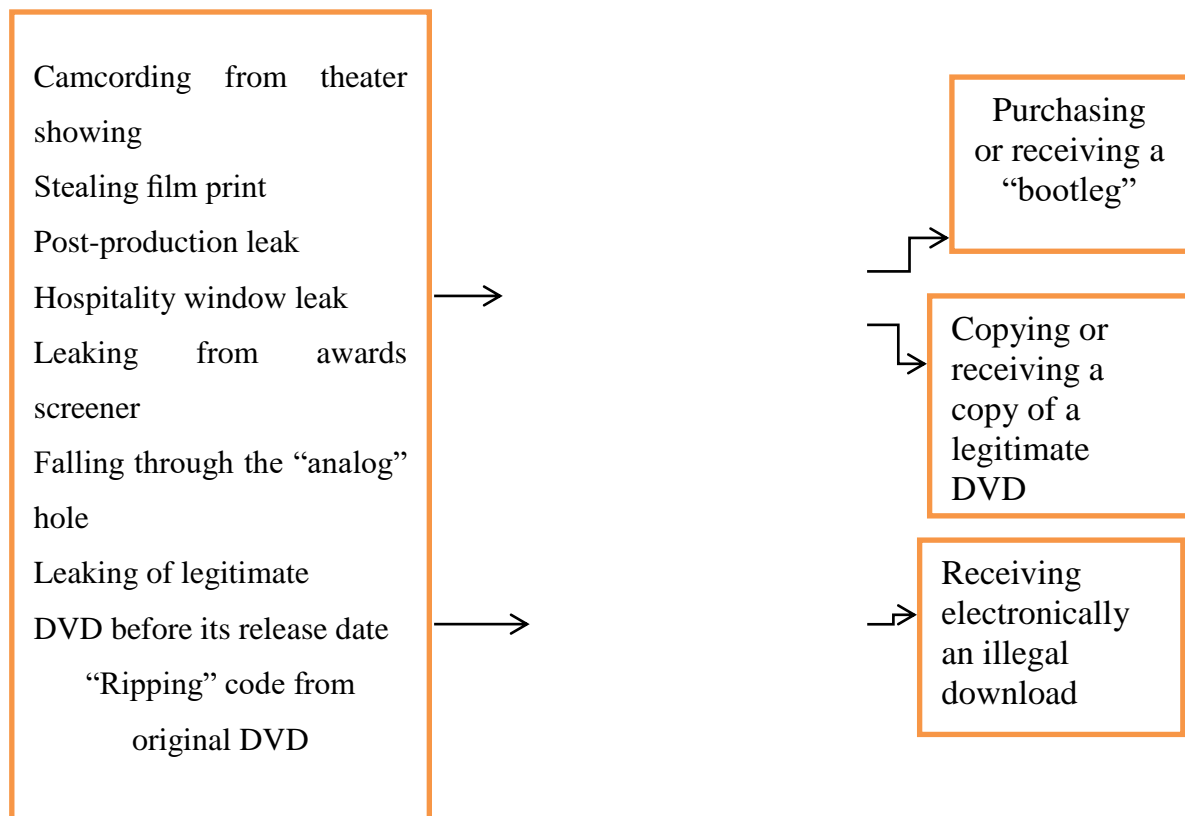 Camcording from theater
showing
Stealing film print
Post-production leak
Hospitality window leak
Leaking from awards
screener
Falling through the “analog”
hole
Leaking of legitimate
DVD before its release date
“Ripping” code from
original DVD
Purchasing
or receiving a
“bootleg”
Copying or
receiving a
copy of a
legitimate
DVD
Receiving
electronically
an illegal
download